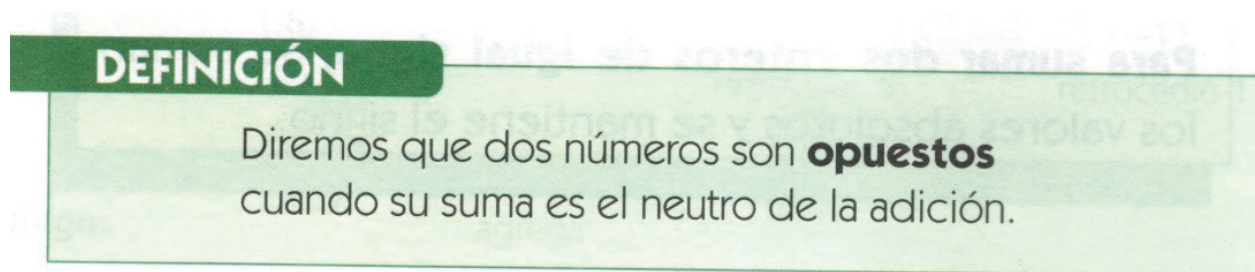 DEFINICIÓN
Diremos que dos números son opuestos
cuando su suma es el neutro de la adición.